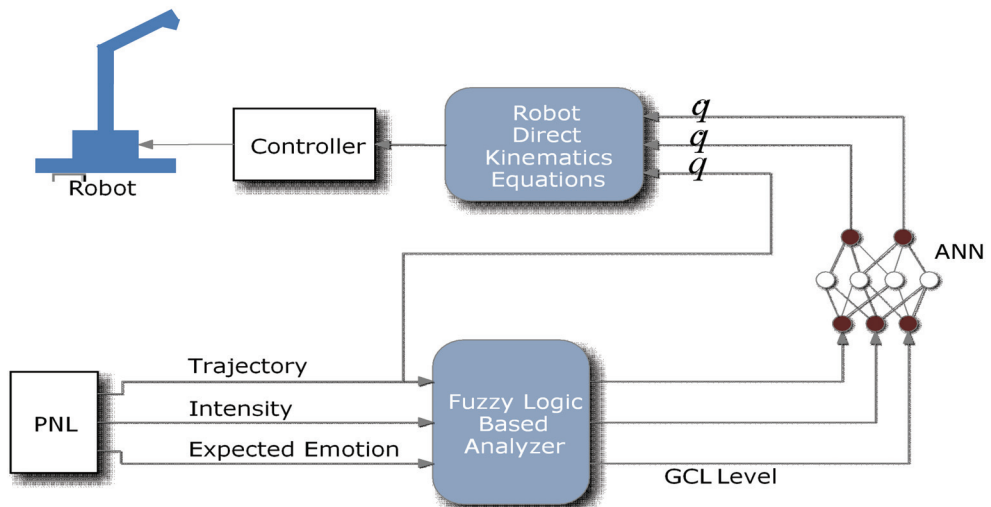 Robot
Controller
Robot
Direct
Kinematics
Equations
q
q
q
ANN
PNL
Trajectory
Intensity
Expected Emotion
Fuzzy Logic
Based
Analyzer
GCL Level